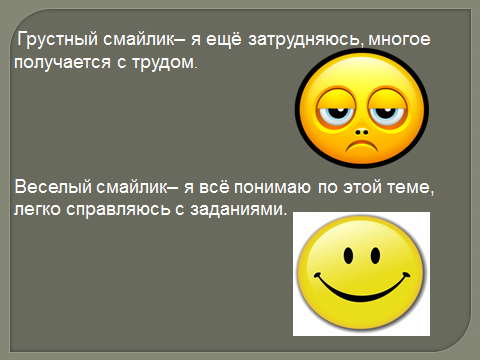 Грустный смайлик– я ещё затрудняюсь, многое
получается с трудом.
Веселый смайлик– я всё понимаю по этой теме,
легко справляюсь с заданиями.